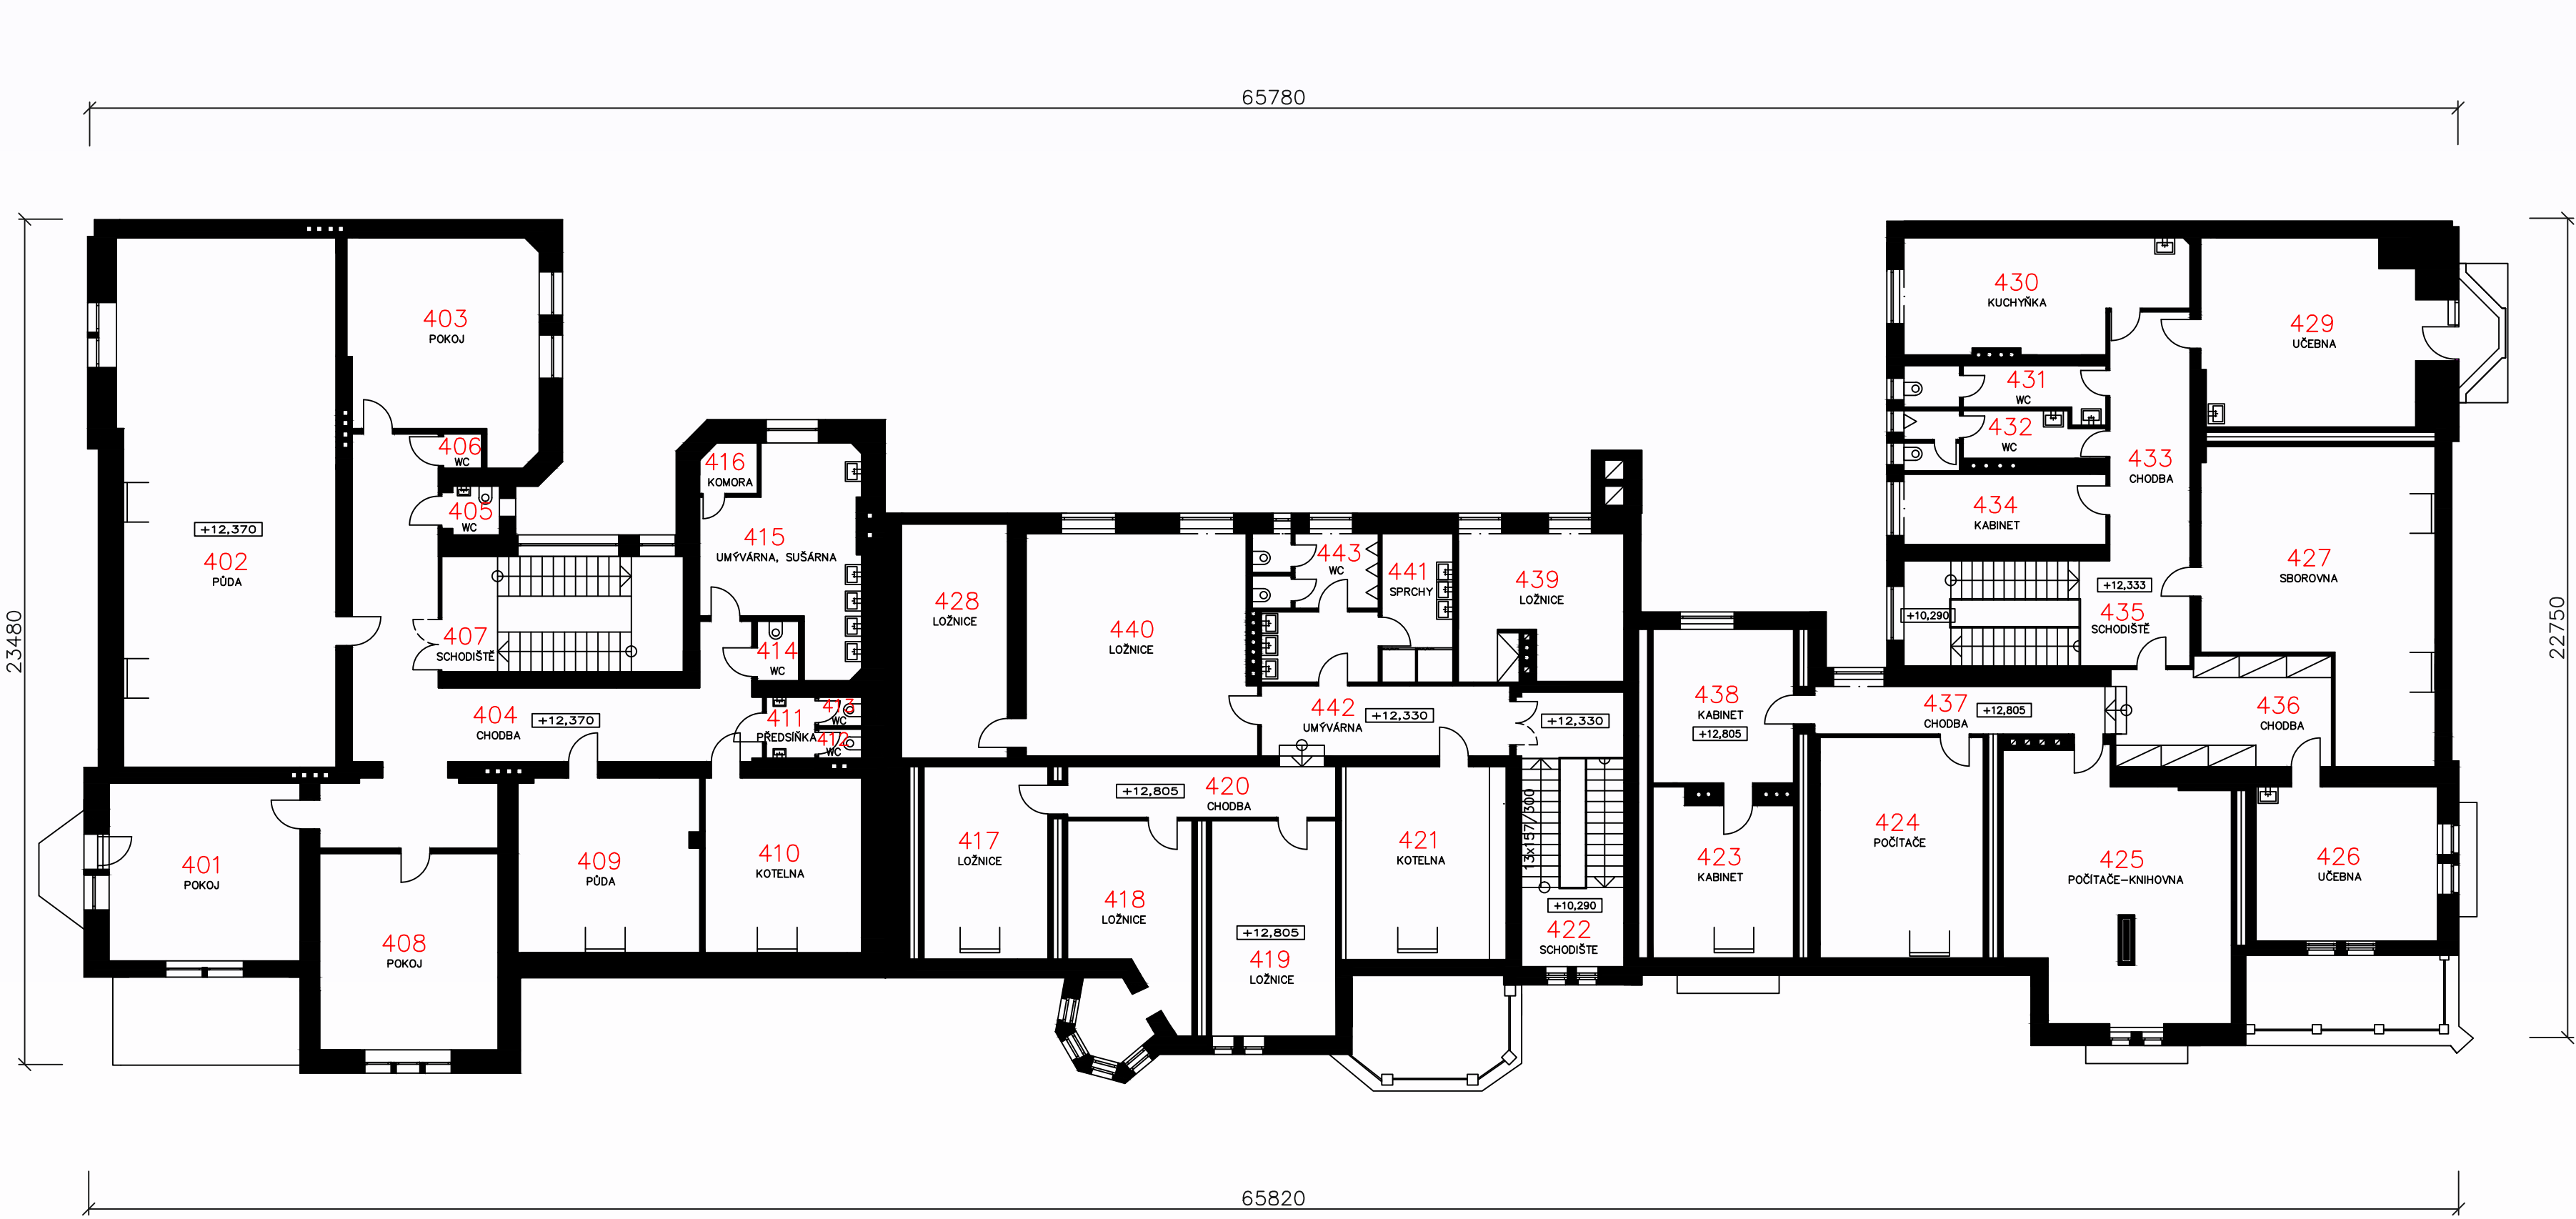 65780
23480
22750
401
POKOJ
+12,370
402
PŮDA
403
POKOJ
406
WC
405
WC
407
SCHODIŠTĚ
404
CHODBA
+12,370
408
POKOJ
409
PŮDA
410
KOTELNA
416
KOMORA
415
UMÝVÁRNA, SUŠÁRNA
414
WC
411
PŘEDSÍŇKA
413
WC
412
WC
428
LOŽNICE
440
LOŽNICE
443
WC
441
SPRCHY
439
LOŽNICE
442
UMÝVÁRNA
+12,330
+12,330
417
LOŽNICE
+12,805
420
CHODBA
418
LOŽNICE
+12,805
419
LOŽNICE
421
KOTELNA
13x157/300
+10,290
422
SCHODIŠTE
438
KABINET
+12,805
423
KABINET
437
CHODBA
+12,805
424
POČÍTAČE
425
POČÍTAČE-KNIHOVNA
430
KUCHYŇKA
429
UČEBNA
431
WC
432
WC
433
CHODBA
434
KABINET
427
SBOROVNA
+12,333
+10,290
435
SCHODIŠTĚ
436
CHODBA
426
UČEBNA
65820